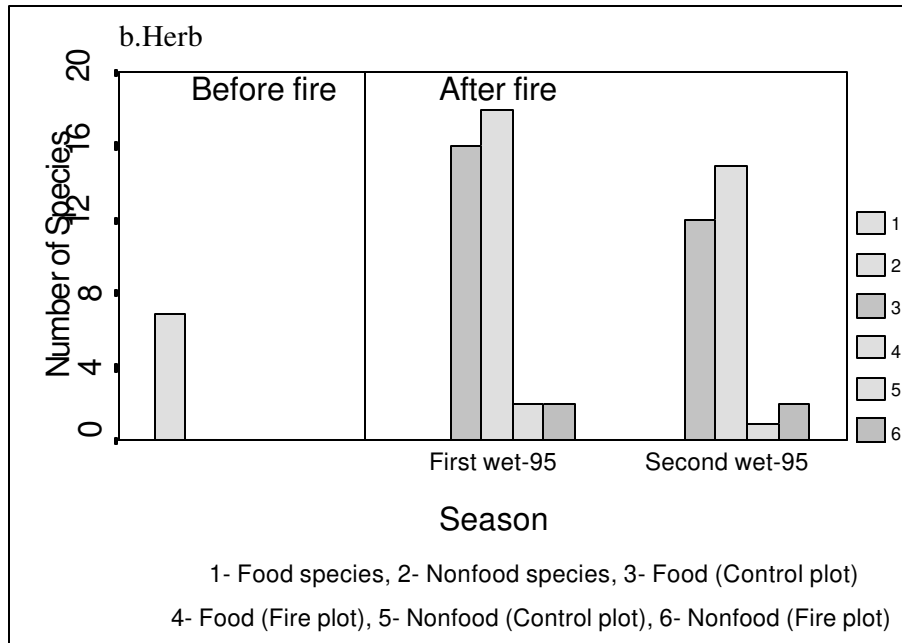 b.Herb
Before fire
After fire
Number of Species
20
16
12
8
4
0
1
2
3
4
5
6
First wet-95
Second wet-95
Season
1- Food species, 2- Nonfood species, 3- Food (Control plot)
4- Food (Fire plot), 5- Nonfood (Control plot), 6- Nonfood (Fire plot)